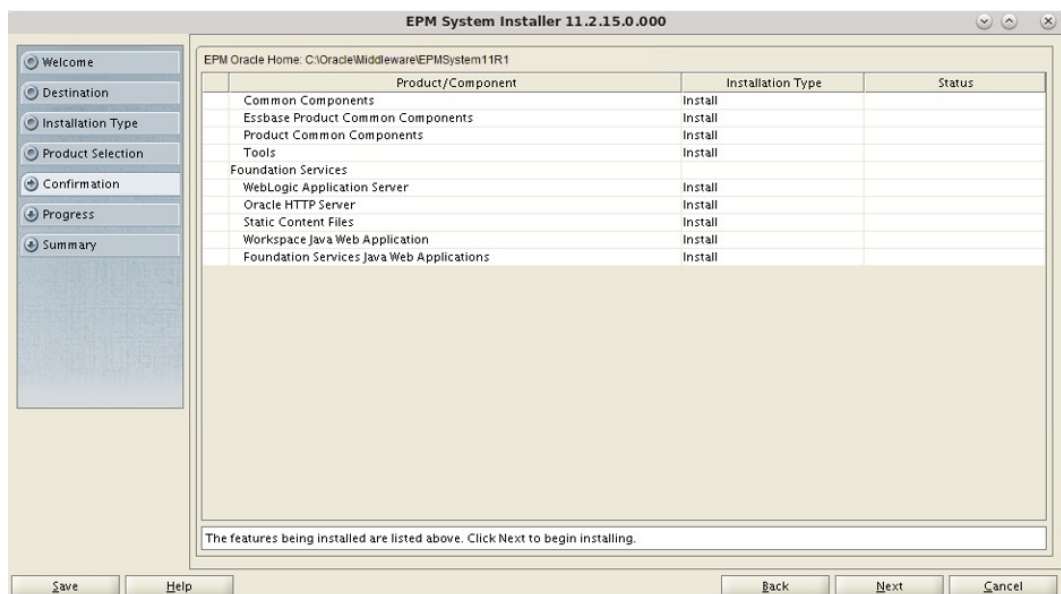 EPM System Installer 11.2.15.0.000
Welcome
Destination
Installation Type
Product Selection
Confirmation
Progress
Summary
EPM Oracle Home: C:\Oracle\Middleware\EPMSystem11R1
Product/Component Installation Type Status
Common Components Install
Essbase Product Common Components Install
Product Common Components Install
Tools Install
Foundation Services
WebLogic Application Server Install
Oracle HTTP Server Install
Static Content Files Install
Workspace Java Web Application Install
Foundation Services Java Web Applications Install
The features being installed are listed above. Click Next to begin installing.
Save Help Back Next Cancel